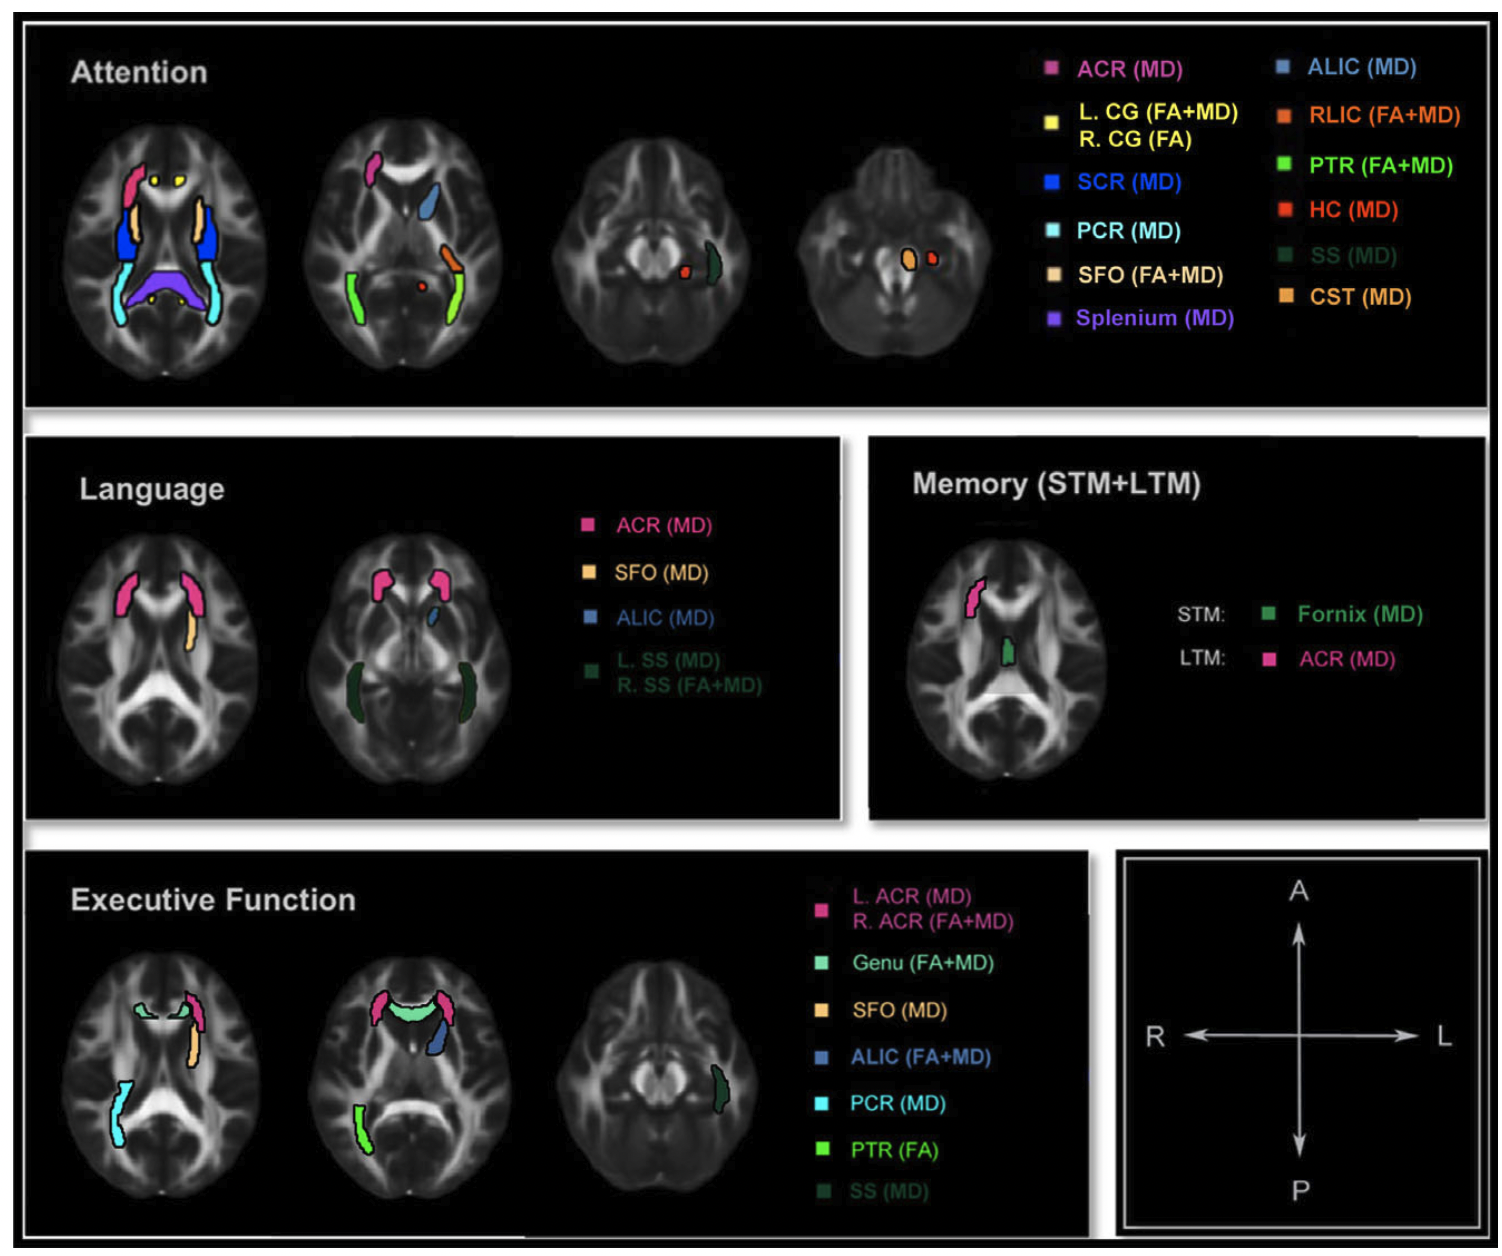 Attention
ACR (MD)
L. CG (FA+MD)
R. CG (FA)
SCR (MD)
PCR (MD)
SFO (FA+MD)
Splenium (MD)
ALIC (MD)
RLIC (FA+MD)
PTR (FA+MD)
HC (MD)
SS (MD)
CST (MD)
Language
ACR (MD)
SFO (MD)
ALIC (MD)
L. SS (MD)
R. SS (FA+MD)
Memory (STM+LTM)
STM: Fornix (MD)
LTM: ACR (MD)
Executive Function
L. ACR (MD)
R. ACR (FA+MD)
Genu (FA+MD)
SFO (MD)
ALIC (FA+MD)
PCR (MD)
PTR (FA)
SS (MD)
A
R L
P